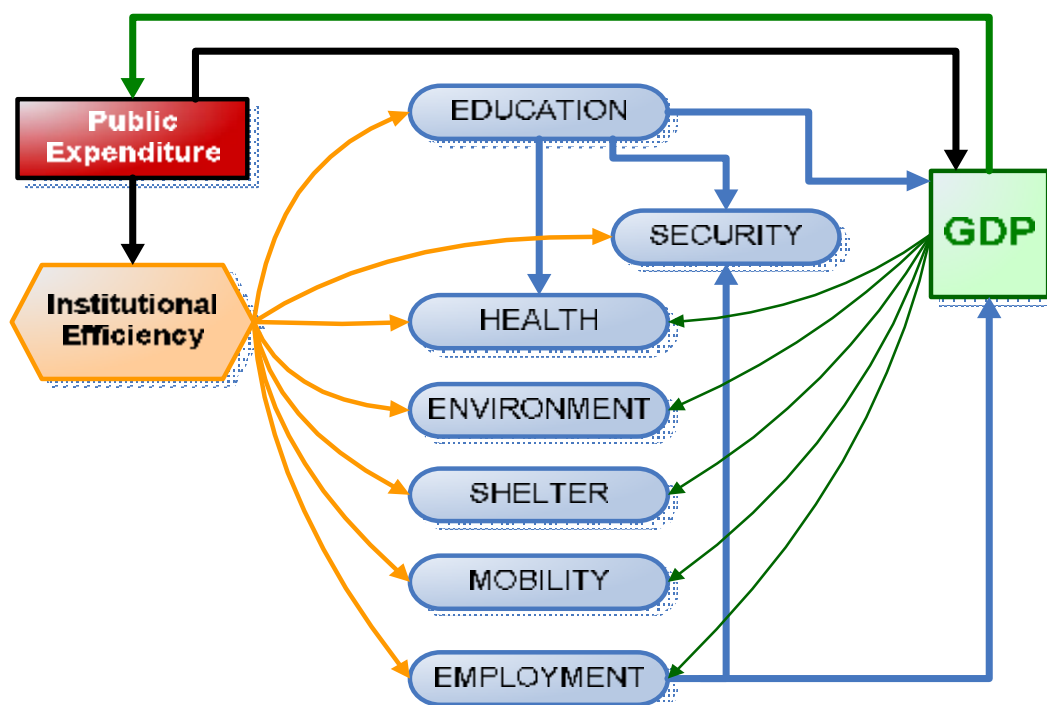 Public
Expenditure
EDUCATION
SECURITY
GDP
Institutional
Efficiency
HEALTH
ENVIRONMENT
SHELTER
MOBILITY
EMPLOYMENT